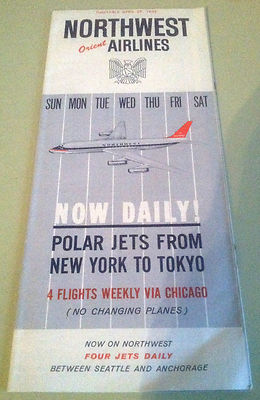 NORTHWEST
Orient AIRLINES
SUN MON TUE WED THU FRI SAT
NORTHWEST
NOW DAILY!
POLAR JETS FROM
NEW YORK TO TOKYO
4 FLIGHTS WEEKLY VIA CHICAGO
(NO CHANGING PLANES)
NOW ON NORTHWEST
FOUR JETS DAILY
BETWEEN SEATTLE AND ANCHORAGE